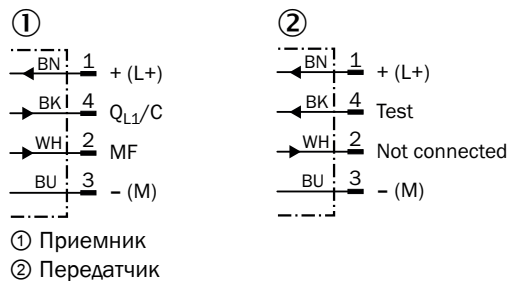 ① ②
BN 1 + (L+) BN 1 + (L+)
BK 4 Q_L1/C BK 4 Test
WH 2 MF WH 2 Not connected
BU 3 − (M) BU 3 − (M)
① Приемник
② Передатчик